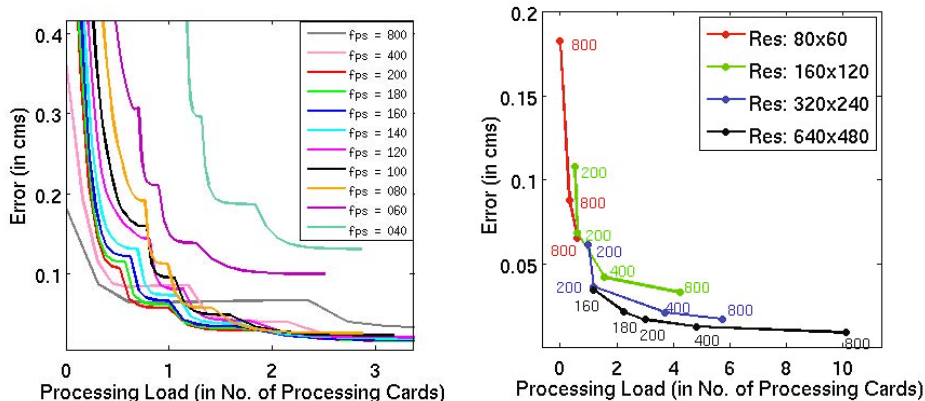 0.4
0.3
0.2
0.1
Error (in cms)
fps = 800
fps = 400
fps = 200
fps = 180
fps = 160
fps = 140
fps = 120
fps = 100
fps = 080
fps = 060
fps = 040
0
1
2
3
Processing Load (in No. of Processing Cards)
0.2
0.15
0.1
0.05
Error (in cms)
Res: 80x60
Res: 160x120
Res: 320x240
Res: 640x480
800
200
800
200
800
200
400
800
200
400
800
160
180
200
400
800
0
2
4
6
8
10
Processing Load (in No. of Processing Cards)